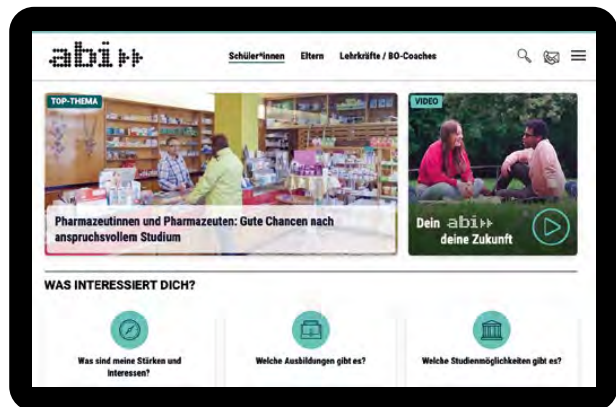 abi
Schüler*innen Eltern Lehrkräfte / BO-Coaches
TOP-THEMA
Pharmazeutinnen und Pharmazeuten: Gute Chancen nach
anspruchsvollem Studium
VIDEO
Dein abi
deine Zukunft
WAS INTERESSIERT DICH?
Was sind meine Stärken und
Interessen?
Welche Ausbildungen gibt es?
Welche Studienmöglichkeiten gibt es?